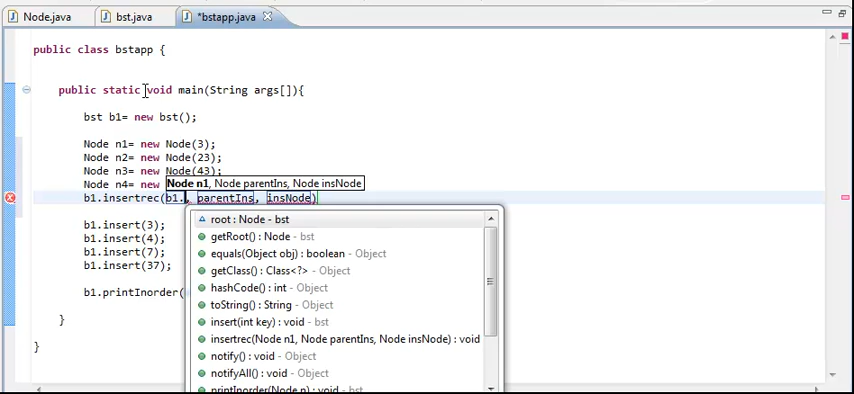 Node.java bst.java *bstapp.java
public class bstapp {
public static void main(String args[]){
bst b1= new bst();
Node n1= new Node(3);
Node n2= new Node(23);
Node n3= new Node(43);
Node n4= new
Node n1, Node parentIns, Node insNode
b1.insertrec(b1., parentIns, insNode)
b1.insert(3);
b1.insert(4);
b1.insert(7);
b1.insert(37);
b1.printInorder(
}
}
root : Node - bst
getRoot() : Node - bst
equals(Object obj) : boolean - Object
getClass() : Class<?> - Object
hashCode() : int - Object
toString() : String - Object
insert(int key) : void - bst
insertrec(Node n1, Node parentIns, Node insNode) : void
notify() : void - Object
notifyAll() : void - Object
printInorder(Node n) : void - bst